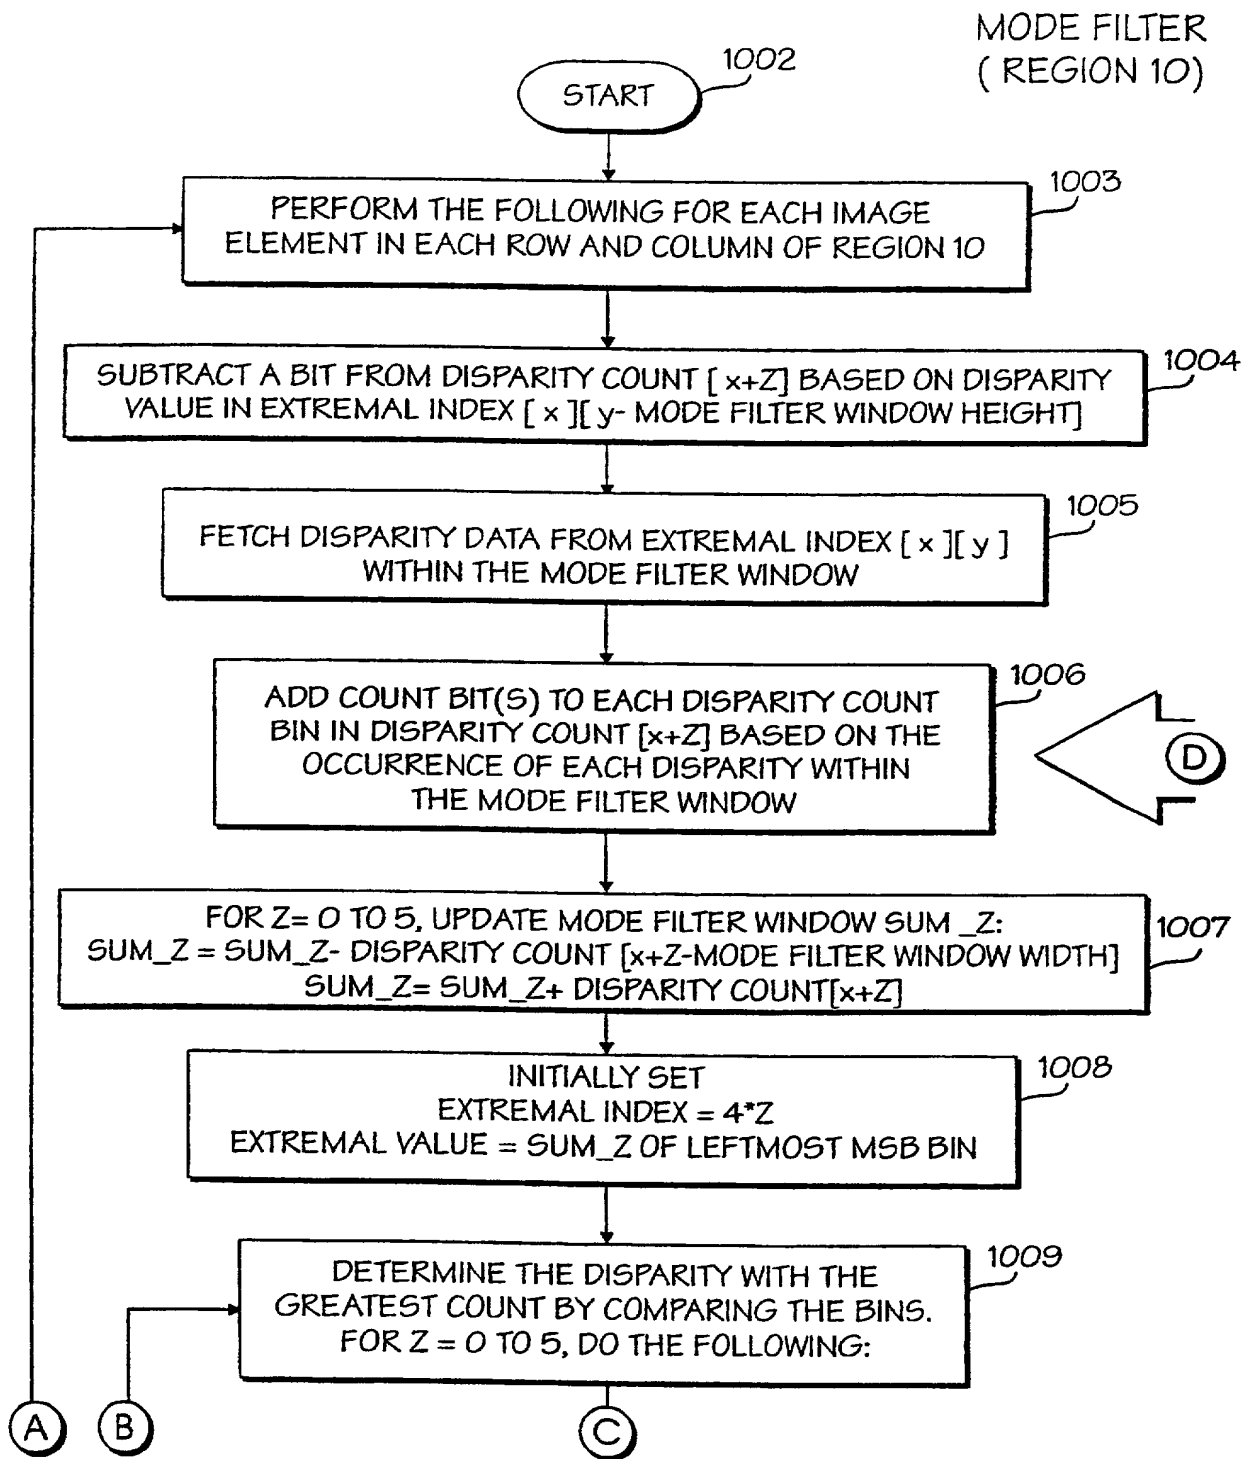 MODE FILTER
( REGION 10)
1002
START
1003
PERFORM THE FOLLOWING FOR EACH IMAGE
ELEMENT IN EACH ROW AND COLUMN OF REGION 10
1004
SUBTRACT A BIT FROM DISPARITY COUNT [ x+Z] BASED ON DISPARITY
VALUE IN EXTREMAL INDEX [ x ][ y- MODE FILTER WINDOW HEIGHT]
1005
FETCH DISPARITY DATA FROM EXTREMAL INDEX [ x ][ y ]
WITHIN THE MODE FILTER WINDOW
1006
ADD COUNT BIT(S) TO EACH DISPARITY COUNT
BIN IN DISPARITY COUNT [x+Z] BASED ON THE
OCCURRENCE OF EACH DISPARITY WITHIN
THE MODE FILTER WINDOW
D
1007
FOR Z= 0 TO 5, UPDATE MODE FILTER WINDOW SUM _Z:
SUM_Z = SUM_Z- DISPARITY COUNT [x+Z-MODE FILTER WINDOW WIDTH]
SUM_Z= SUM_Z+ DISPARITY COUNT[x+Z]
1008
INITIALLY SET
EXTREMAL INDEX = 4*Z
EXTREMAL VALUE = SUM_Z OF LEFTMOST MSB BIN
1009
DETERMINE THE DISPARITY WITH THE
GREATEST COUNT BY COMPARING THE BINS.
FOR Z = 0 TO 5, DO THE FOLLOWING:
A
B
C